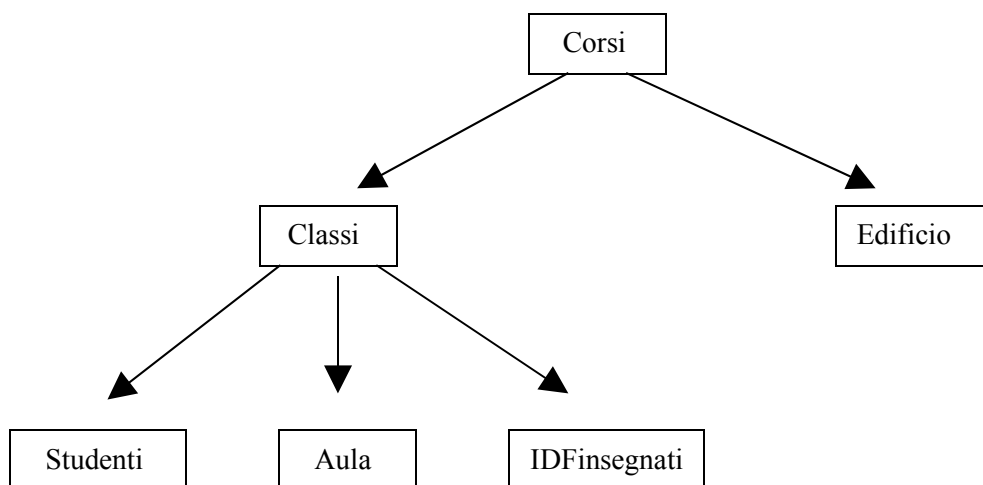 Corsi
Classi
Edificio
Studenti
Aula
IDFinsegnati